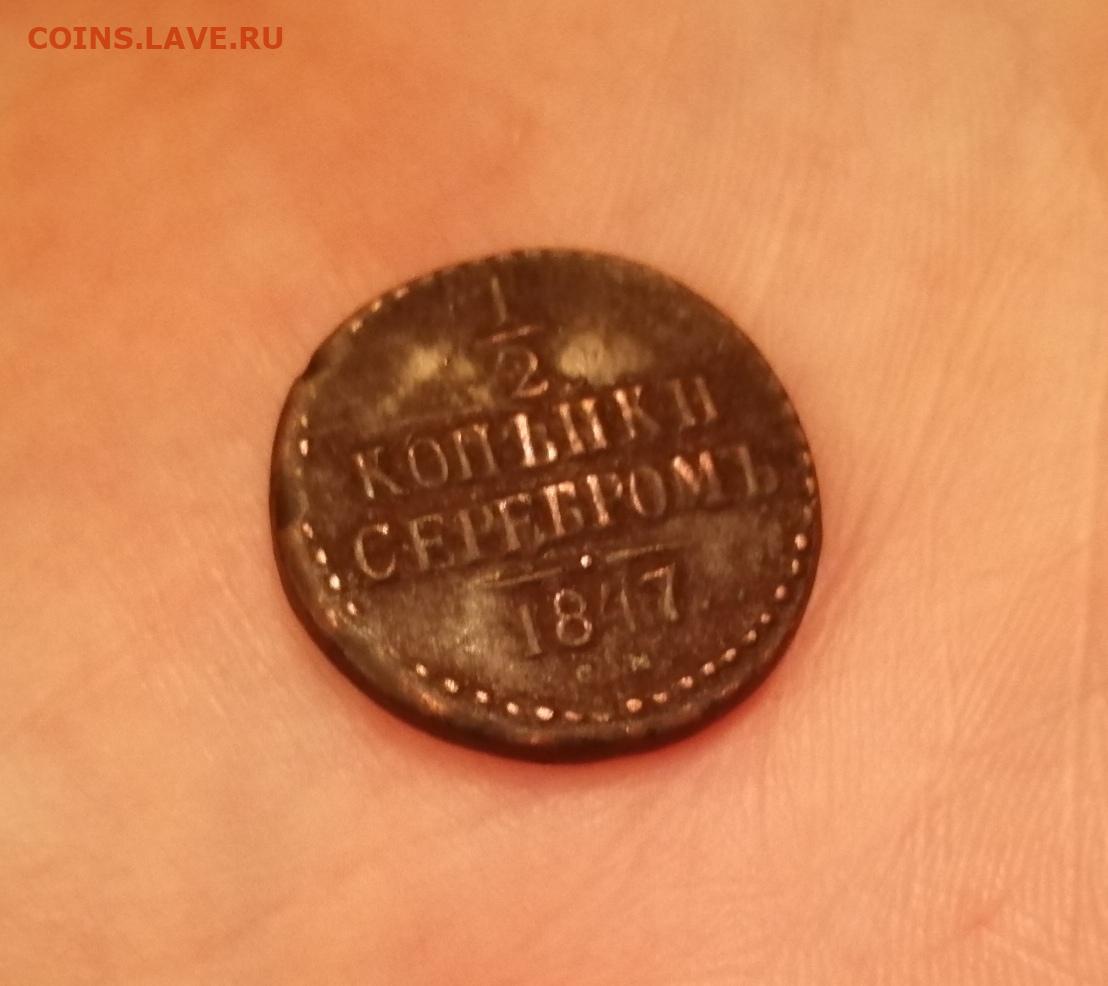 COINS.LAVE.RU
1
2
КОПѢЙКИ
СЕРЕБРОМЪ
1847
С М